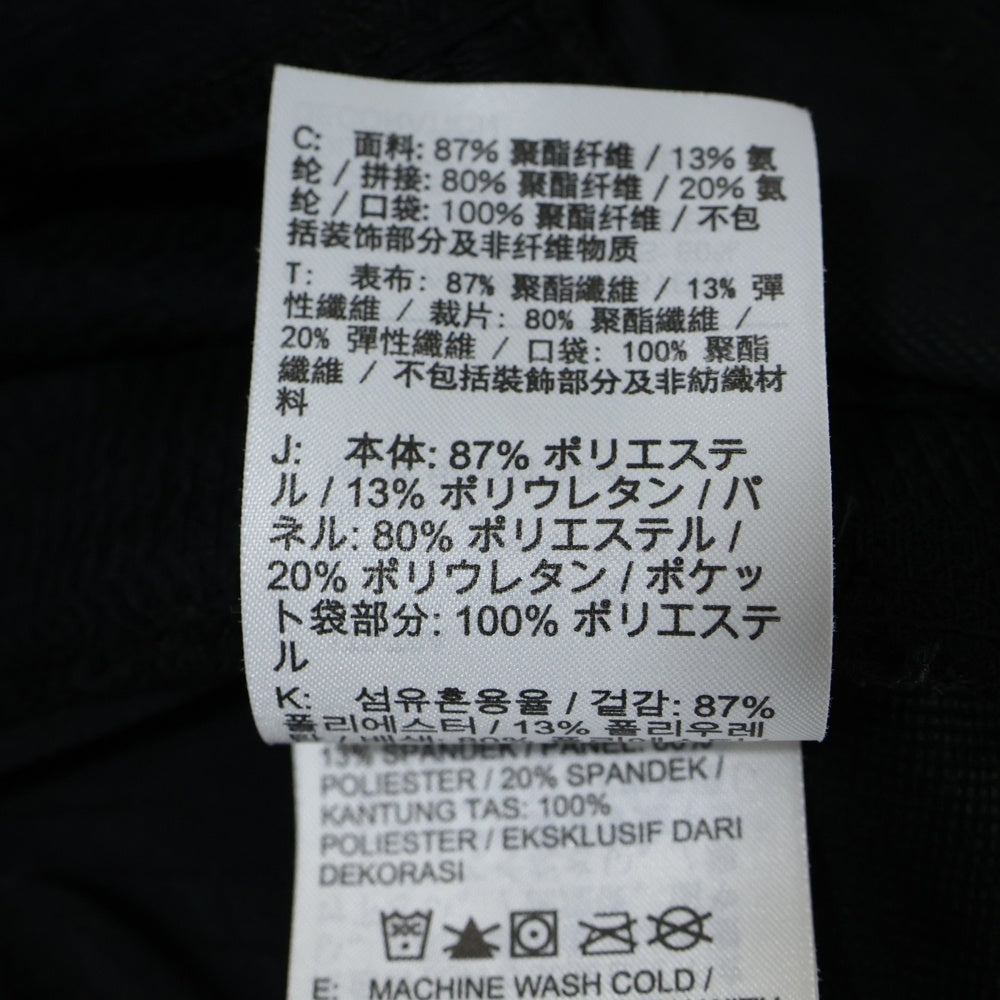 C: 面料: 87% 聚酯纤维 / 13% 氨
纶 / 拼接: 80% 聚酯纤维 / 20% 氨
纶 / 口袋: 100% 聚酯纤维 / 不包
括装饰部分及非纤维物质
T: 表布: 87% 聚酯纖維 / 13% 彈
性纖維 / 裁片: 80% 聚酯纖維 /
20% 彈性纖維 / 口袋: 100% 聚酯
纖維 / 不包括裝飾部分及非紡織材
料
J: 本体: 87% ポリエステ
ル / 13% ポリウレタン / パ
ネル: 80% ポリエステル /
20% ポリウレタン / ポケッ
ト袋部分: 100% ポリエステ
ル
K: 섬유혼용율 / 겉감: 87%
폴리에스터 / 13% 폴리우레
13% SPANDEK / PANEL: 80%
POLIESTER / 20% SPANDEK /
KANTUNG TAS: 100%
POLIESTER / EKSKLUSIF DARI
DEKORASI
E: MACHINE WASH COLD /